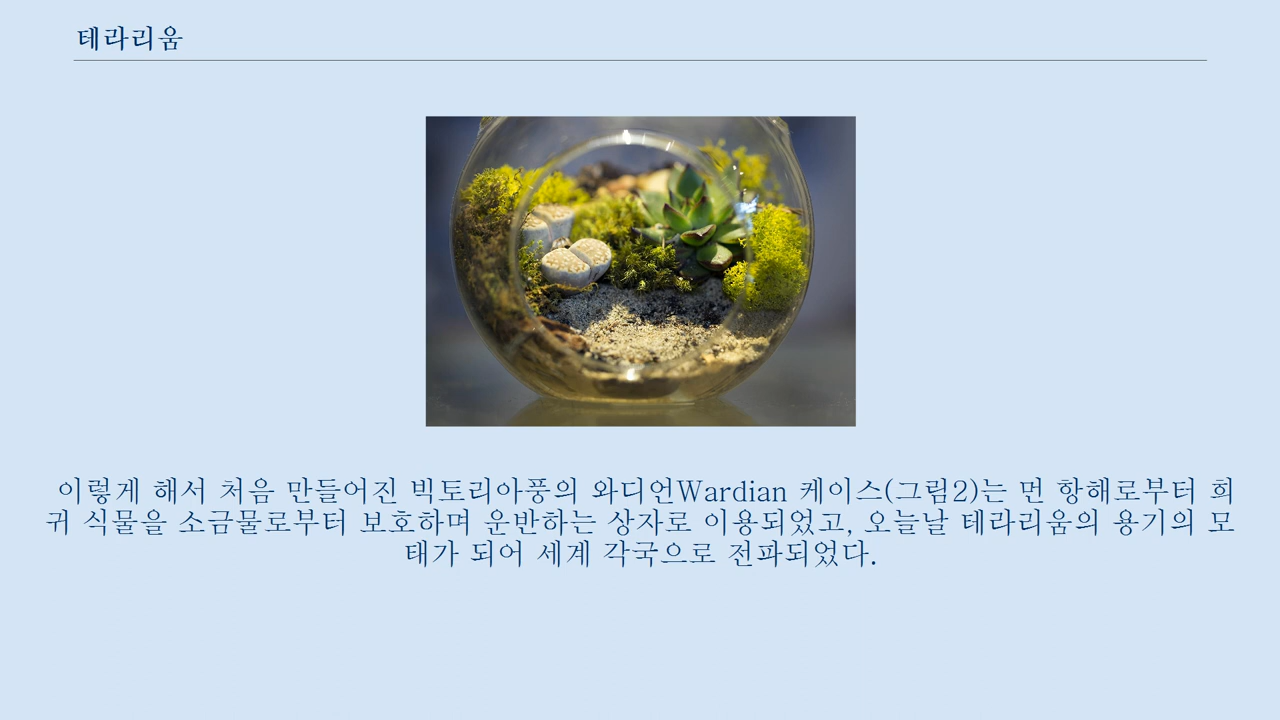 테라리움
이렇게 해서 처음 만들어진 빅토리아풍의 와디언Wardian 케이스(그림2)는 먼 항해로부터 희
귀 식물을 소금물로부터 보호하며 운반하는 상자로 이용되었고, 오늘날 테라리움의 용기의 모
태가 되어 세계 각국으로 전파되었다.